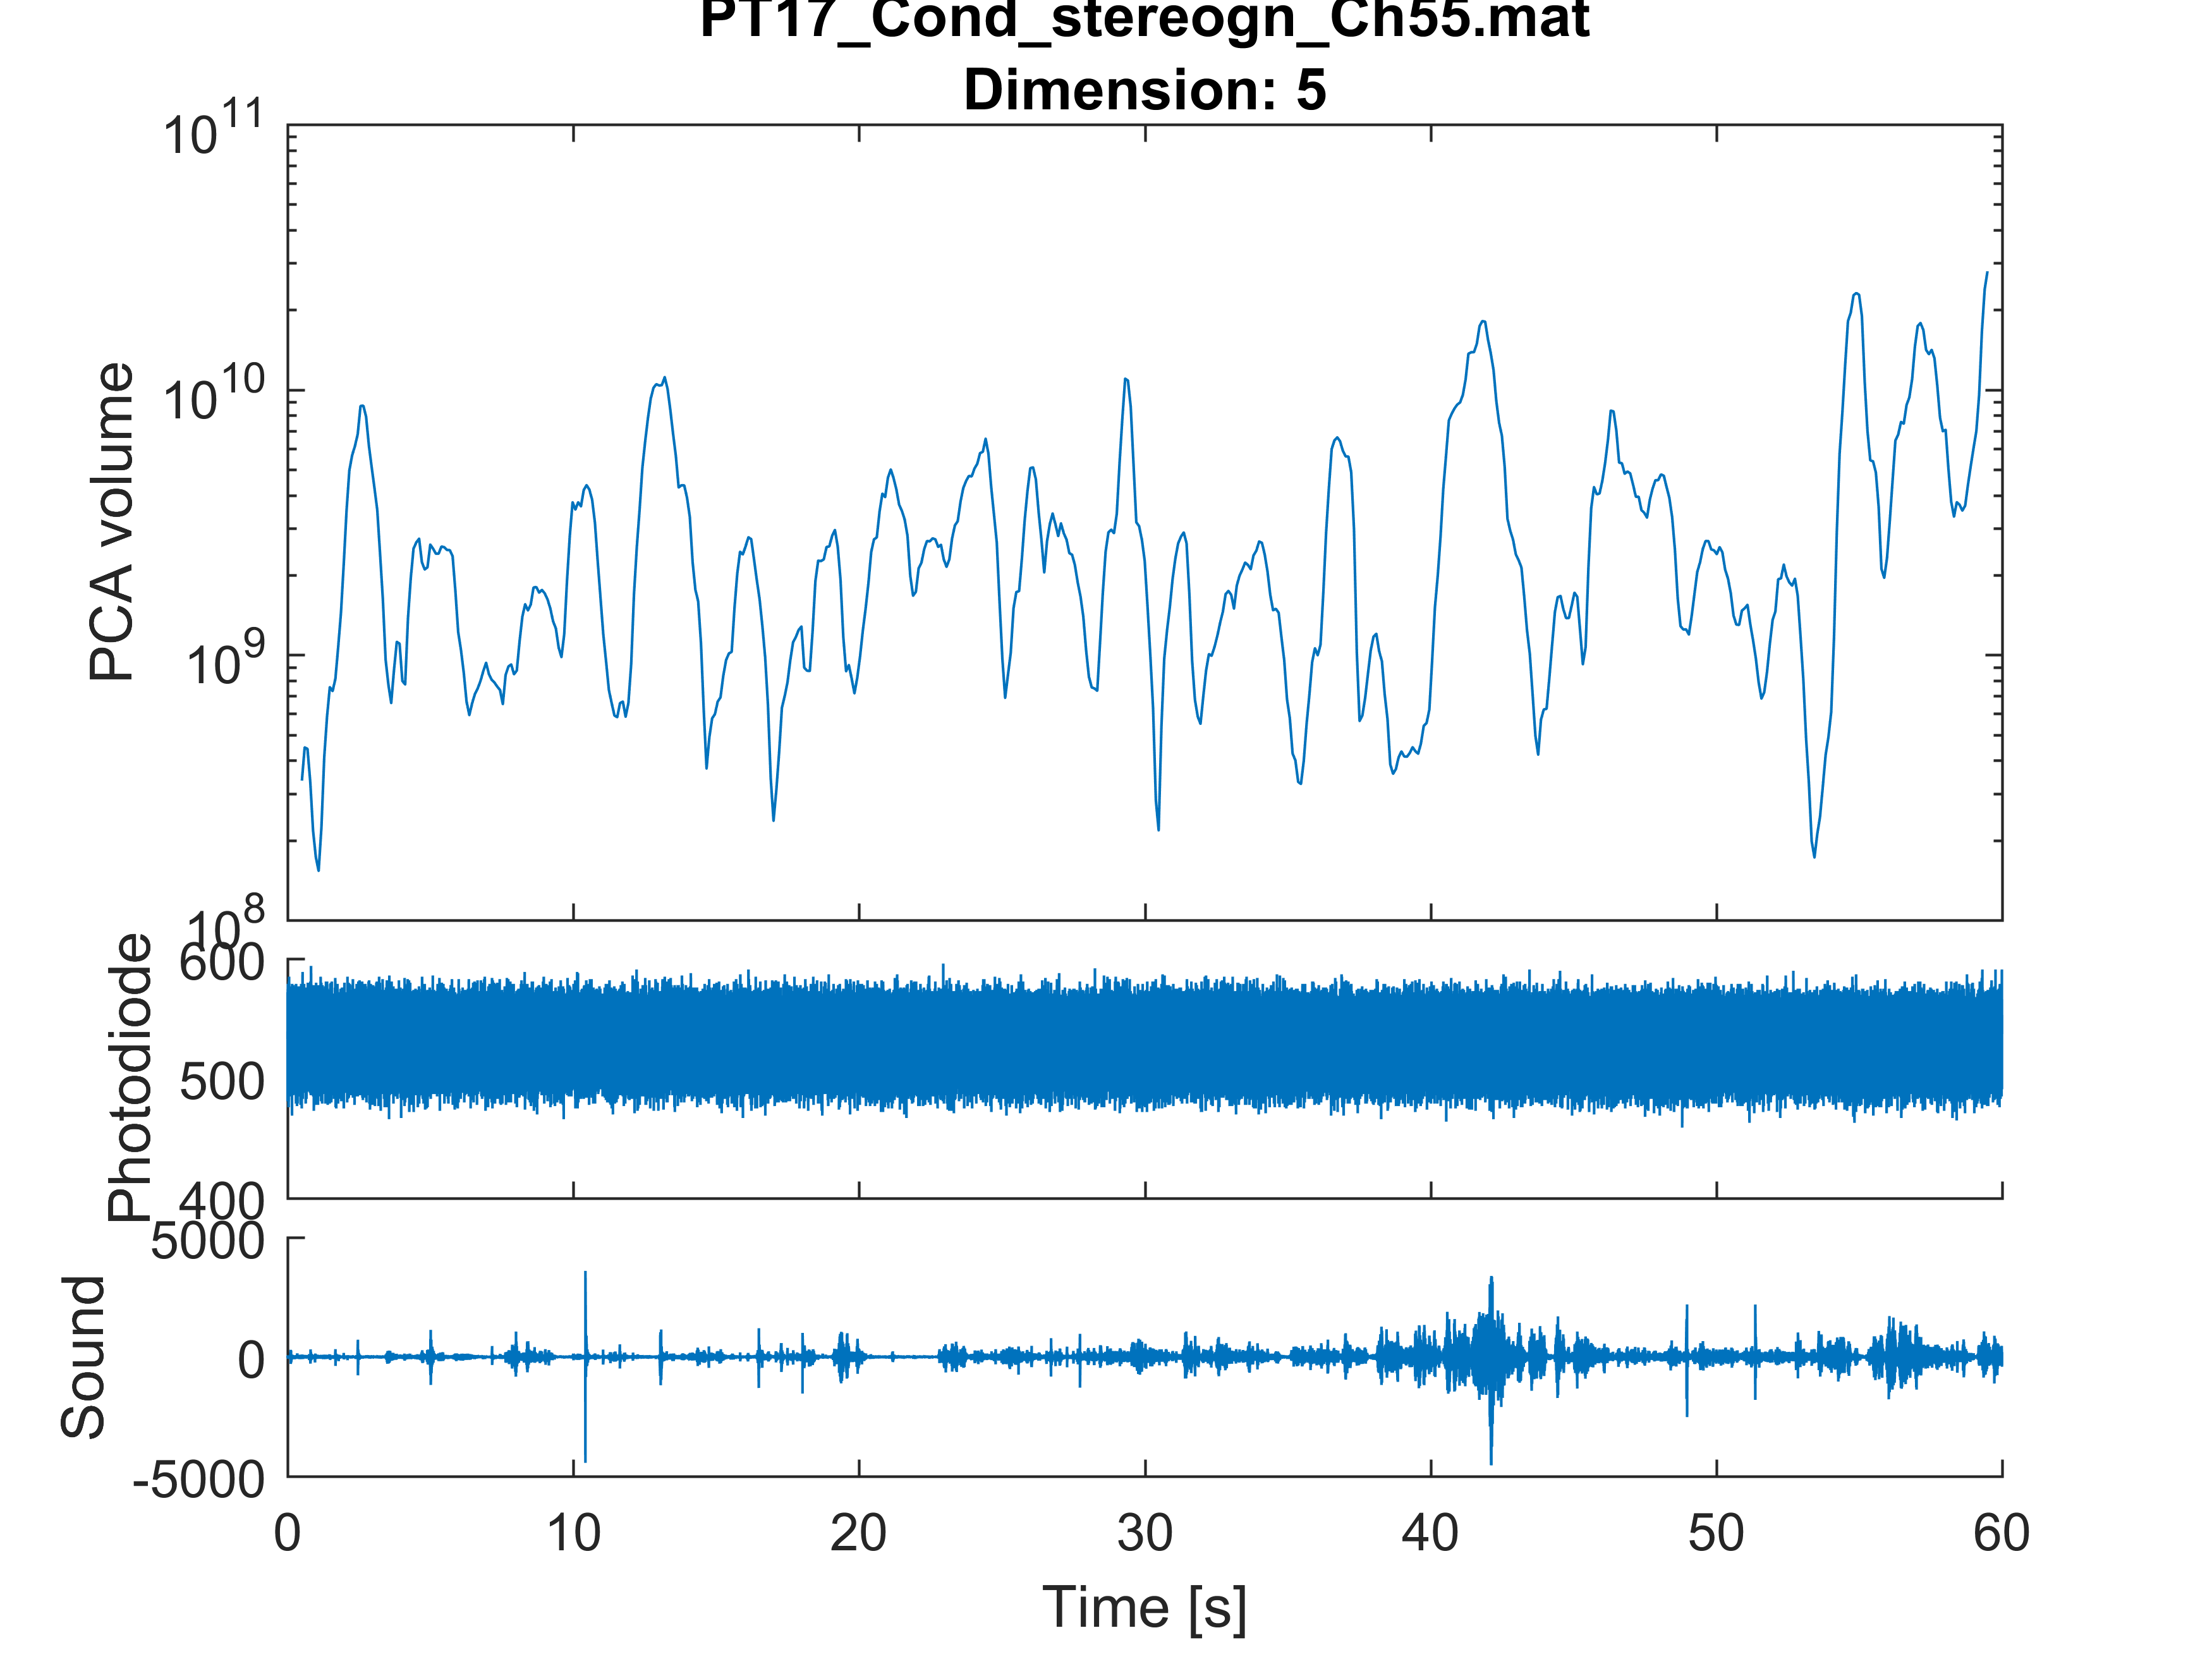 PT17_Cond_stereogn_Ch55.mat
Dimension: 5
10^11
10^10
10^9
10^8
PCA volume
600
500
400
Photodiode
5000
0
-5000
Sound
0 10 20 30 40 50 60
Time [s]